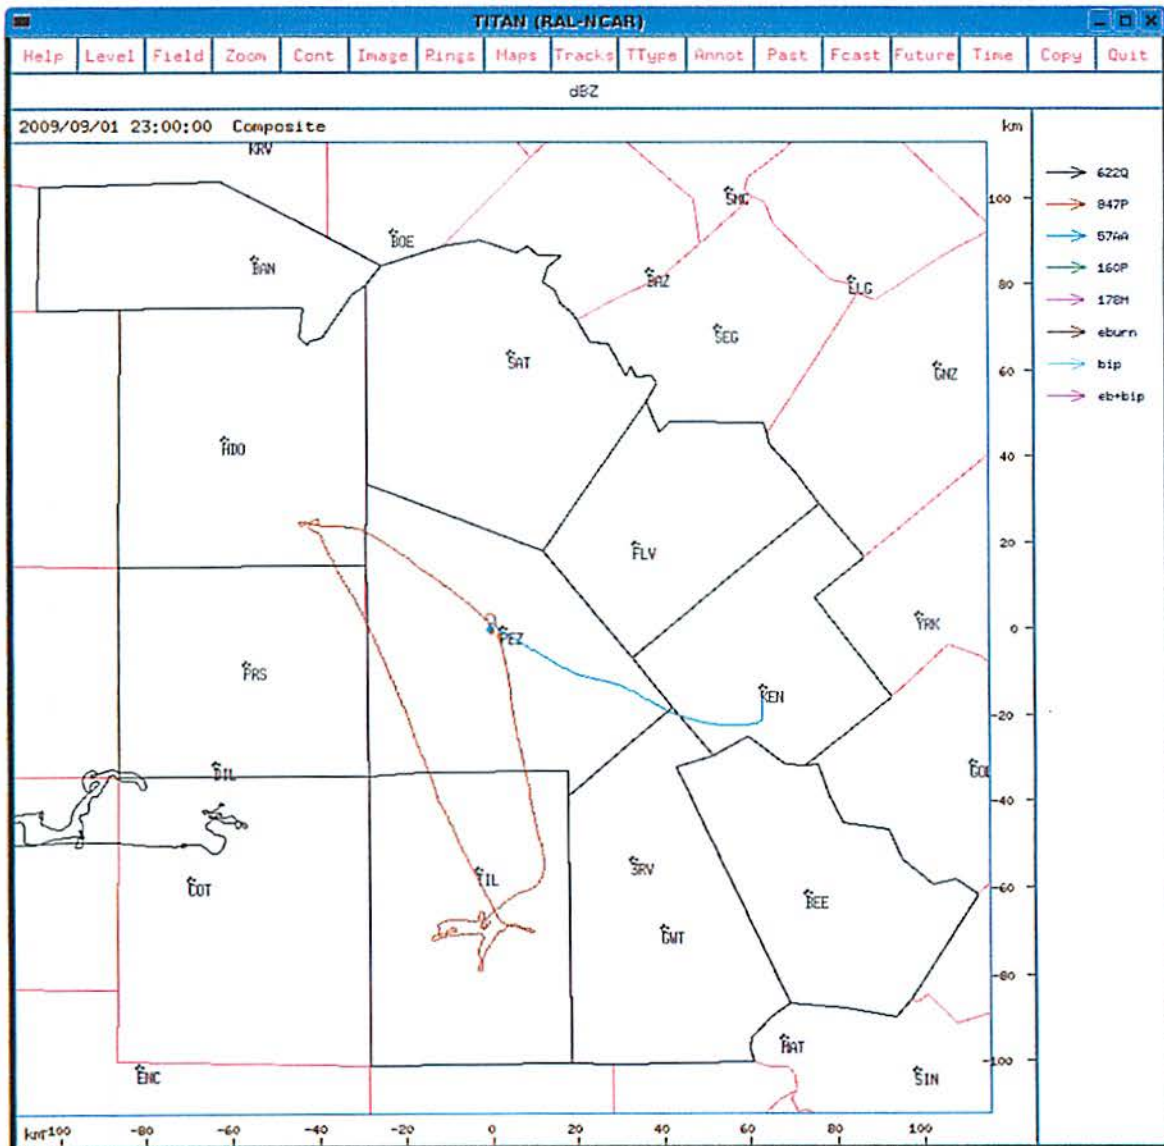 TITAN (RAL-NCAR)
Help Level Field Zoom Cont Image Rings Maps Tracks TType Annot Past Fcast Future Time Copy Quit
dBZ
2009/09/01 23:00:00 Composite km
KRV
622Q
SMC
100
847P
BOE
57AA
BAN
BAZ
ELG
80
160P
178M
SEG
60
eburn
SAT
GNZ
bip
eb+bip
HDO
40
FLV
20
YRK
0
PEZ
PRS
KEN
-20
DIL
GOL
-40
TIL
SRV
COT
BEE
-60
GWT
-80
MAT
-100
ENC
SIN
km -100 -80 -60 -40 -20 0 20 40 60 80 100